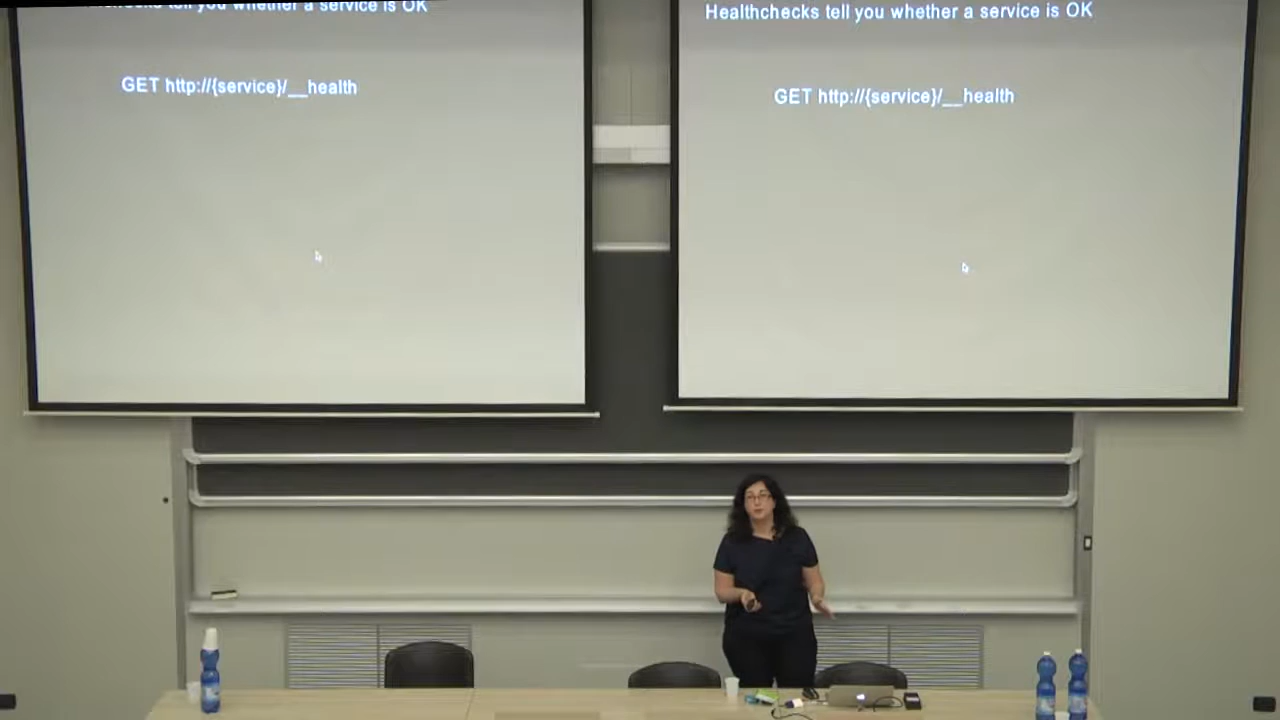 tell you whether a service is OK
GET http://{service}/__health
Healthchecks tell you whether a service is OK
GET http://{service}/__health